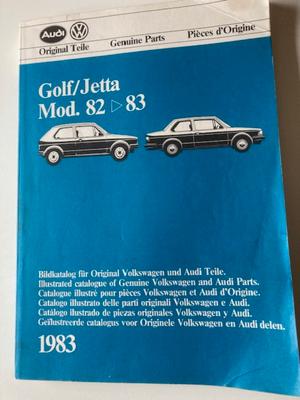 Audi
VW
Original Teile Genuine Parts Pièces d'Origine
Golf/Jetta
Mod. 82 ▷ 83
Bildkatalog für Original Volkswagen und Audi Teile.
Illustrated catalogue of Genuine Volkswagen and Audi Parts.
Catalogue illustré pour pièces Volkswagen et Audi d'Origine.
Catalogo illustrato delle parti originali Volkswagen e Audi.
Catálogo ilustrado de piezas originales Volkswagen y Audi.
Geïllustreerde catalogus voor Originele Volkswagen en Audi delen.
1983